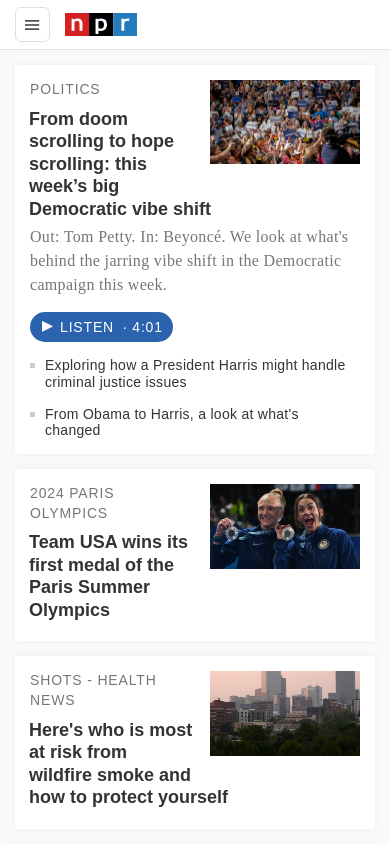 npr
POLITICS
From doom
scrolling to hope
scrolling: this
week’s big
Democratic vibe shift
Out: Tom Petty. In: Beyoncé. We look at what's
behind the jarring vibe shift in the Democratic
campaign this week.
LISTEN · 4:01
Exploring how a President Harris might handle
criminal justice issues
From Obama to Harris, a look at what's
changed
2024 PARIS
OLYMPICS
Team USA wins its
first medal of the
Paris Summer
Olympics
SHOTS - HEALTH
NEWS
Here's who is most
at risk from
wildfire smoke and
how to protect yourself